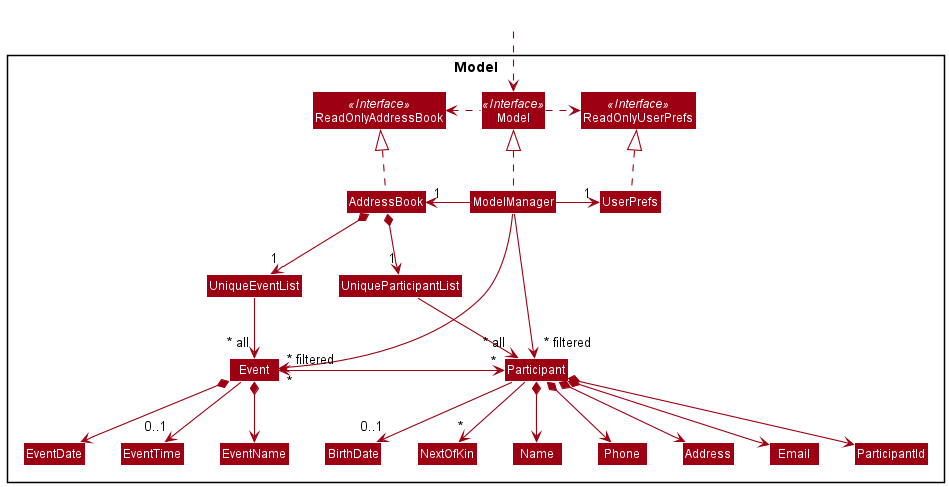 Model
«Interface»
ReadOnlyAddressBook
«Interface»
Model
«Interface»
ReadOnlyUserPrefs
AddressBook
1
ModelManager
1
UserPrefs
1
1
UniqueEventList
UniqueParticipantList
* all
* filtered
* all
* filtered
Event
*
*
Participant
0..1
0..1
*
EventDate
EventTime
EventName
BirthDate
NextOfKin
Name
Phone
Address
Email
ParticipantId